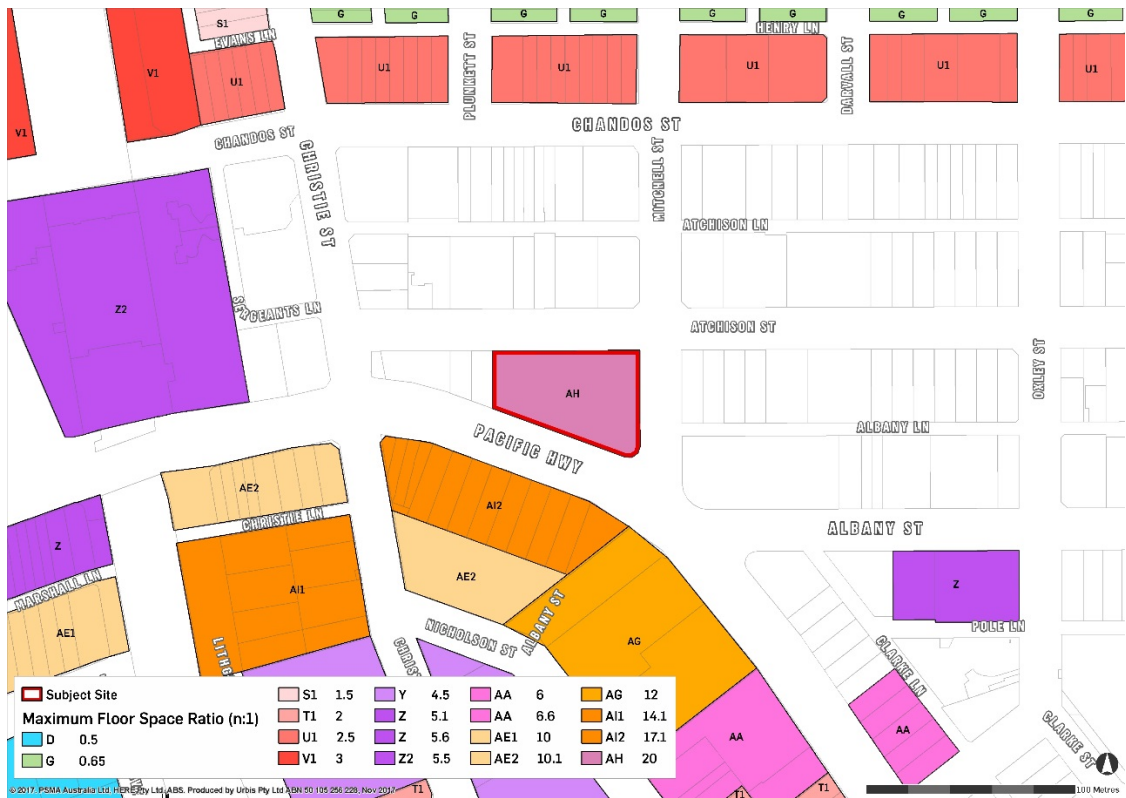 G
G
G
G
G
G
G
G
S1
EVANS LN
HENRY LN
V1
U1
U1
PLUNKETT ST
U1
U1
DARVALL ST
U1
U1
V1
CHANDOS ST
CHANDOS ST
CHRISTIE ST
MITCHELL ST
ATCHISON LN
Z2
SERGEANTS LN
ATCHISON ST
OXLEY ST
AH
ALBANY LN
PACIFIC HWY
AE2
AI2
CHRISTIE LN
ALBANY ST
Z
MARSHALL LN
AE2
Z
AI1
ALBANY ST
AE1
NICHOLSON ST
AG
POLE LN
CLARKE LN
AA
AA
CLARKE ST
Subject Site
Maximum Floor Space Ratio (n:1)
D 0.5
G 0.65
S1 1.5
T1 2
U1 2.5
V1 3
Y 4.5
Z 5.1
Z 5.6
Z2 5.5
AA 6
AA 6.6
AE1 10
AE2 10.1
AG 12
AI1 14.1
AI2 17.1
AH 20
T1
T1
T1
© 2017. PSMA Australia Ltd, HERE Pty Ltd. ABS. Produced by Urbis Pty Ltd ABN 50 105 256 228, Nov 2017
100 Metres